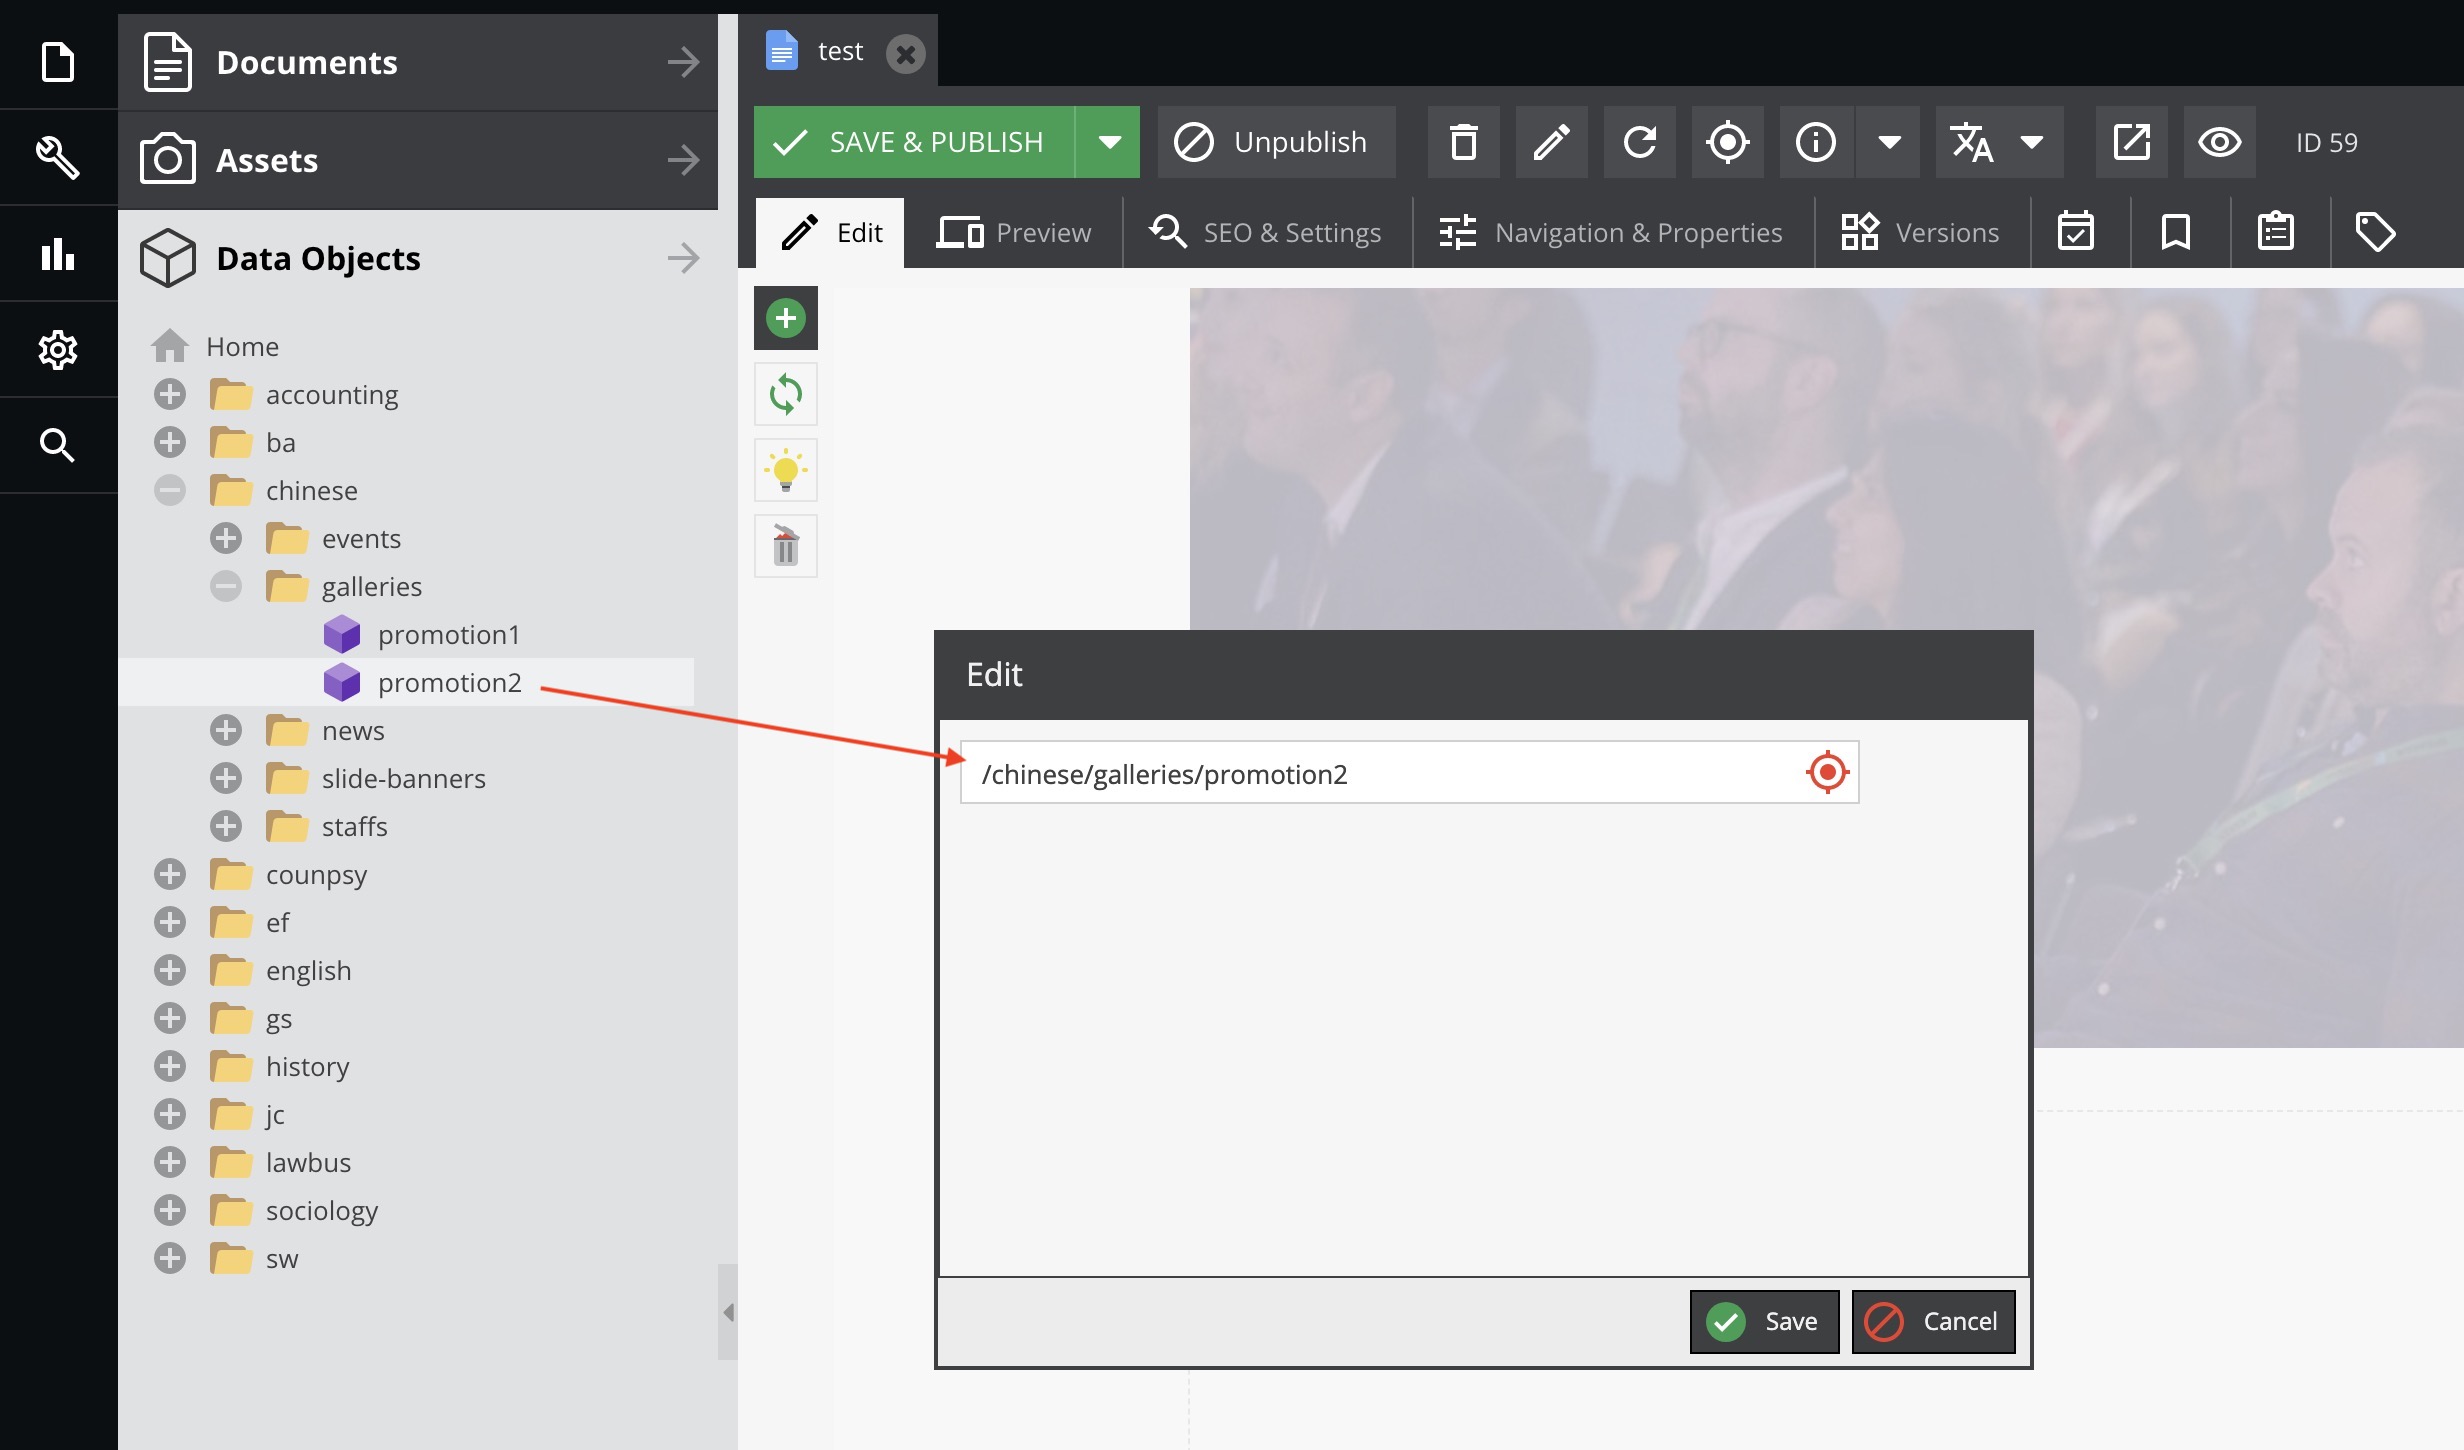 Documents
Assets
Data Objects
Home
accounting
ba
chinese
events
galleries
promotion1
promotion2
news
slide-banners
staffs
counpsy
ef
english
gs
history
jc
lawbus
sociology
sw
test
SAVE & PUBLISH
Unpublish
ID 59
Edit
Preview
SEO & Settings
Navigation & Properties
Versions
Edit
/chinese/galleries/promotion2
Save
Cancel